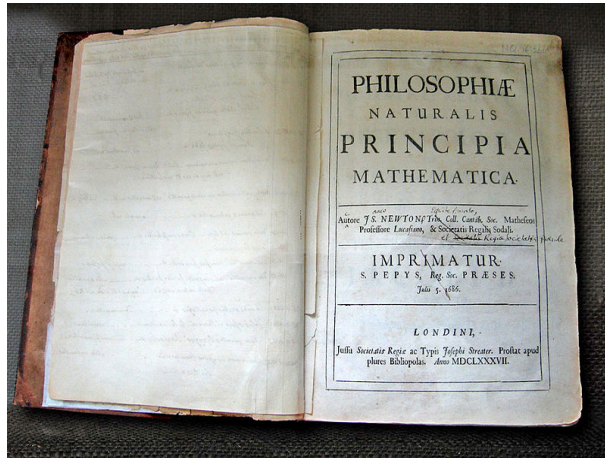 PHILOSOPHIÆ
NATURALIS
PRINCIPIA
MATHEMATICA.
Autore J S. NEWTON, Trin. Coll. Cantab. Soc. Matheseos
Professore Lucasiano, & Societatis Regalis Sodali.
IMPRIMATUR.
S. PEPYS, Reg. Soc. PRÆSES.
Julii 5. 1686.
LONDINI,
Jussu Societatis Regiæ ac Typis Josephi Streater. Prostat apud
plures Bibliopolas. Anno MDCLXXXVII.